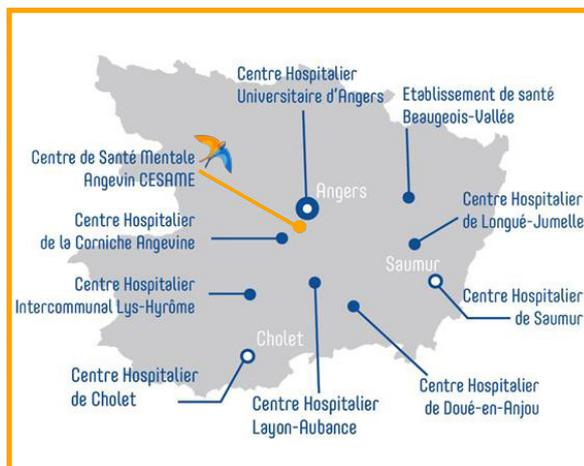 Centre Hospitalier
Universitaire d'Angers
Etablissement de santé
Beaugeois-Vallée
Centre de Santé Mentale
Angevin CESAME
Angers
Centre Hospitalier
de Longué-Jumelle
Centre Hospitalier
de la Corniche Angevine
Saumur
Centre Hospitalier
Intercommunal Lys-Hyrôme
Centre Hospitalier
de Saumur
Cholet
Centre Hospitalier
de Cholet
Centre Hospitalier
Layon-Aubance
Centre Hospitalier
de Doué-en-Anjou